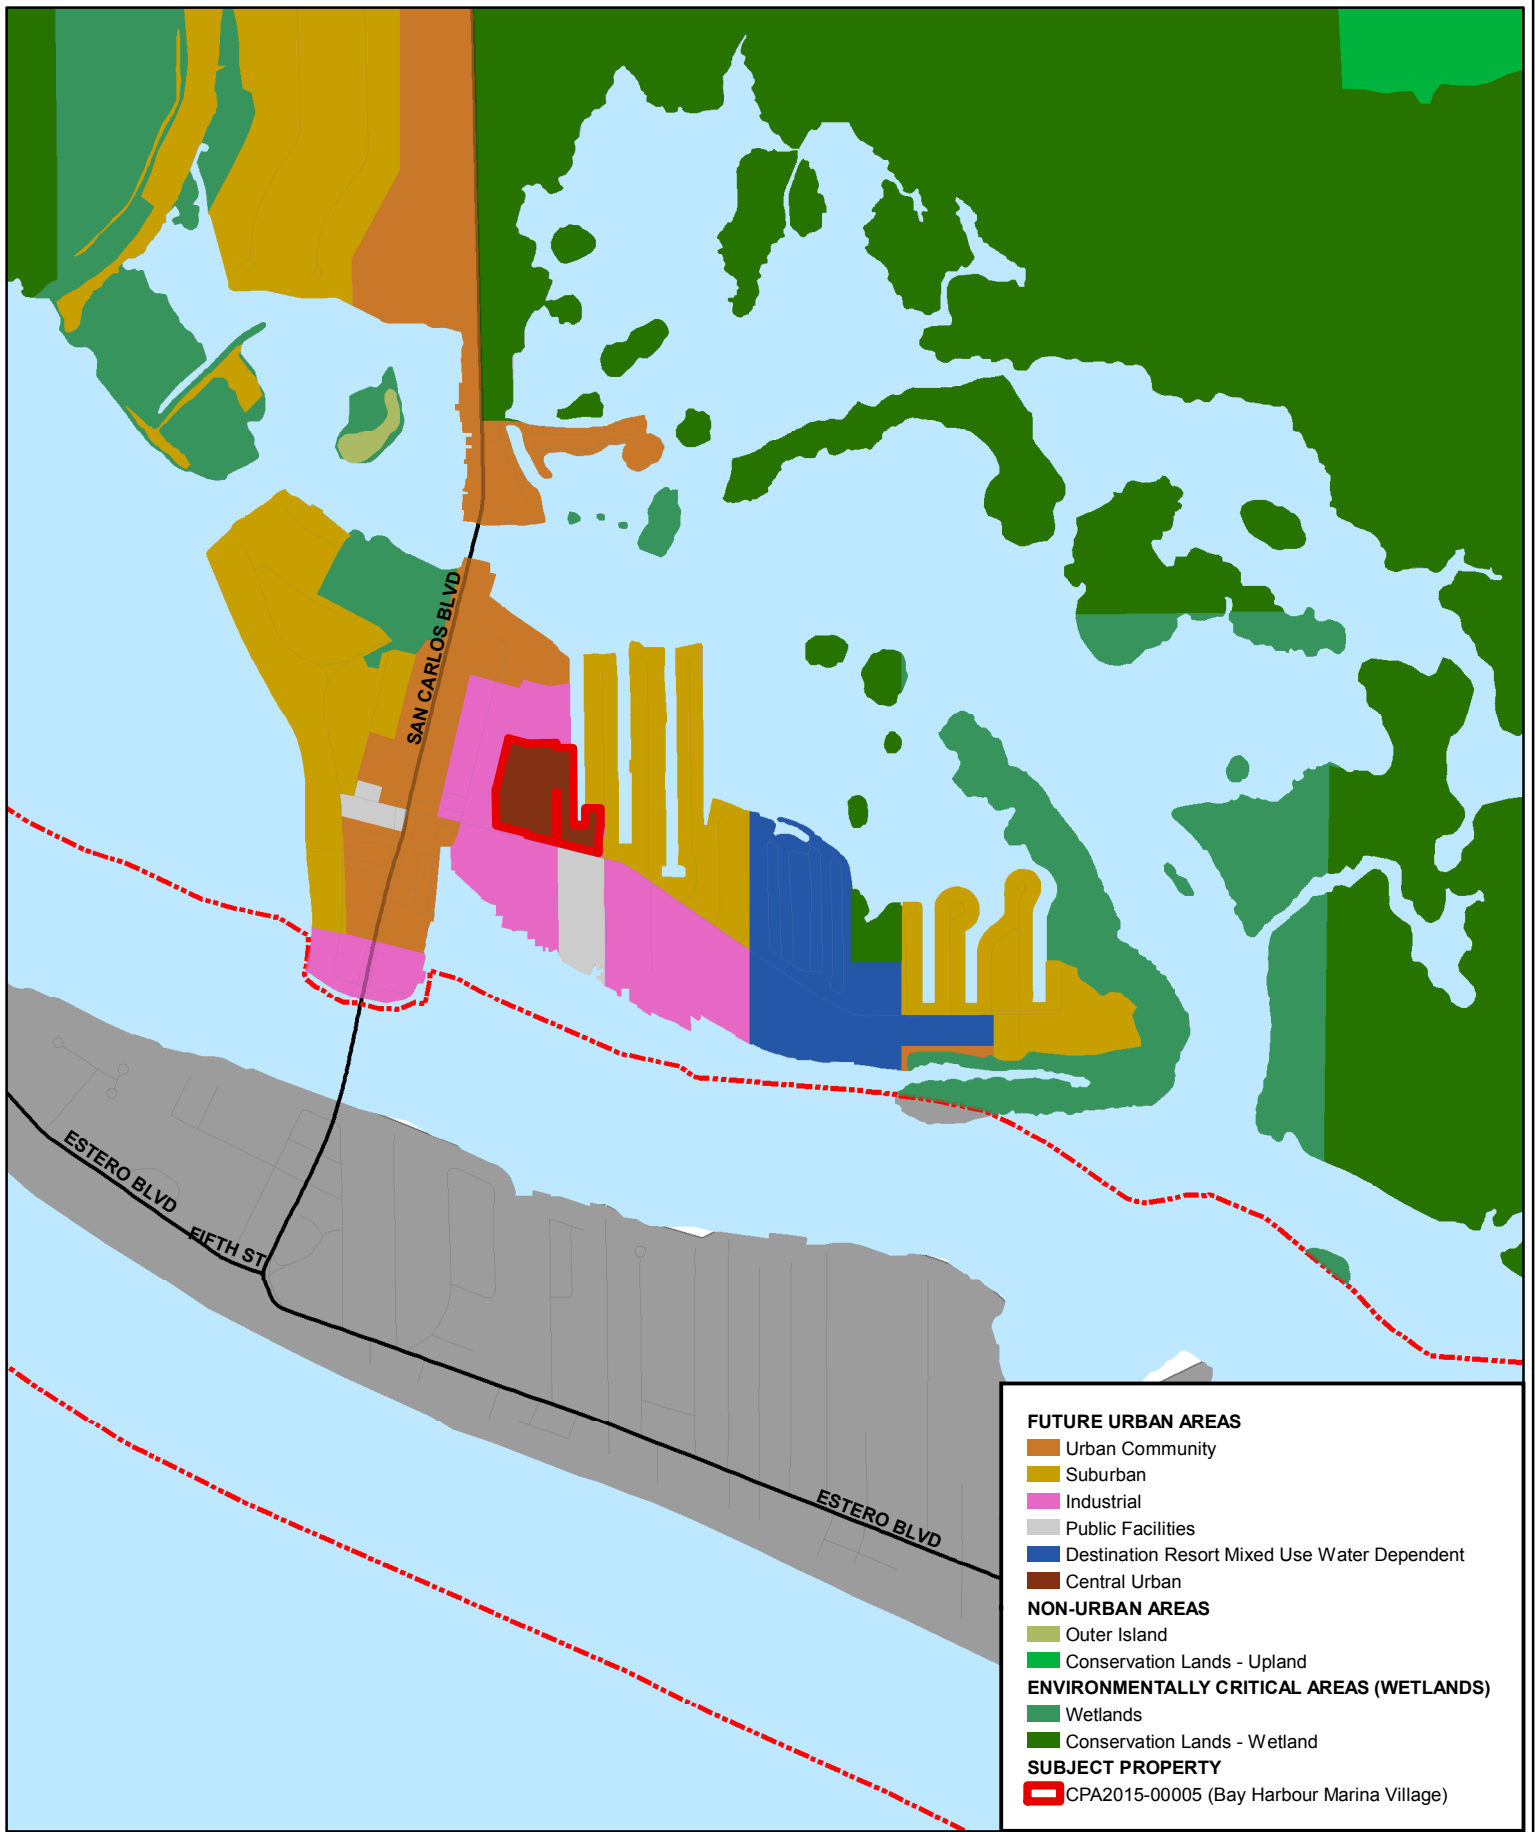 SAN CARLOS BLVD
ESTERO BLVD
FIFTH ST
ESTERO BLVD
FUTURE URBAN AREAS
Urban Community
Suburban
Industrial
Public Facilities
Destination Resort Mixed Use Water Dependent
Central Urban
NON-URBAN AREAS
Outer Island
Conservation Lands - Upland
ENVIRONMENTALLY CRITICAL AREAS (WETLANDS)
Wetlands
Conservation Lands - Wetland
SUBJECT PROPERTY
CPA2015-00005 (Bay Harbour Marina Village)